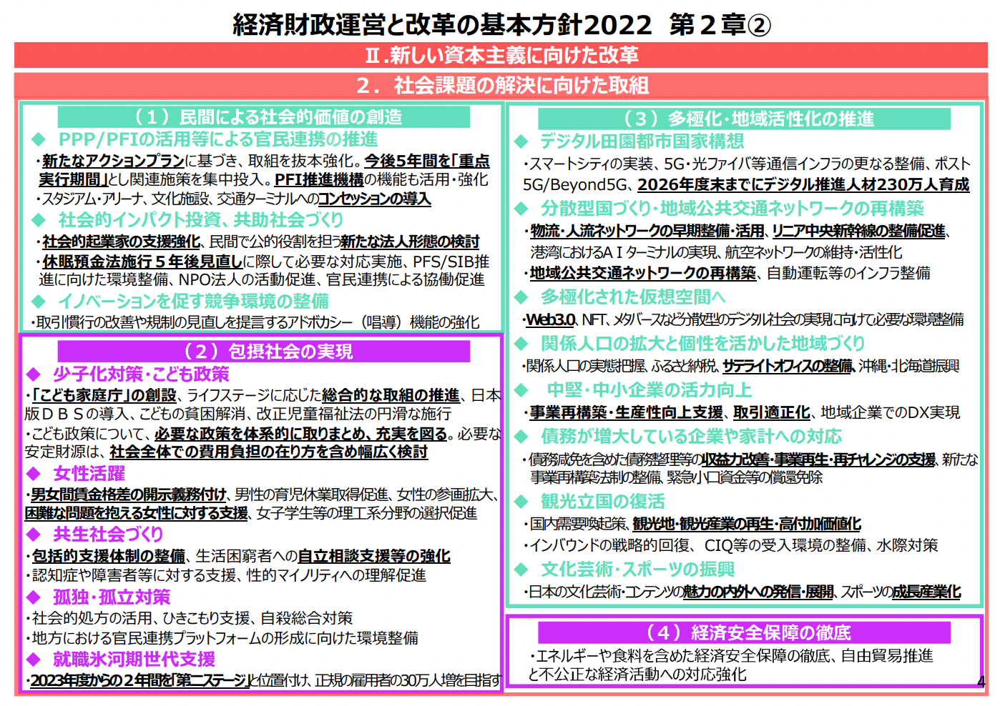 経済財政運営と改革の基本方針2022 第２章②
Ⅱ.新しい資本主義に向けた改革
２．社会課題の解決に向けた取組
（１）民間による社会的価値の創造
◆ PPP/PFIの活用等による官民連携の推進
・新たなアクションプランに基づき、取組を抜本強化。今後5年間を「重点
実行期間」とし関連施策を集中投入。PFI推進機構の機能も活用・強化
・スタジアム・アリーナ、文化施設、交通ターミナルへのコンセッションの導入
◆ 社会的インパクト投資、共助社会づくり
・社会的起業家の支援強化、民間で公的役割を担う新たな法人形態の検討
・休眠預金法施行５年後見直しに際して必要な対応実施、PFS/SIB推
進に向けた環境整備、NPO法人の活動促進、官民連携による協働促進
◆ イノベーションを促す競争環境の整備
・取引慣行の改善や規制の見直しを提言するアドボカシー（唱導）機能の強化
（２）包摂社会の実現
◆ 少子化対策・こども政策
・「こども家庭庁」の創設、ライフステージに応じた総合的な取組の推進、日本
版ＤＢＳの導入、こどもの貧困解消、改正児童福祉法の円滑な施行
・こども政策について、必要な政策を体系的に取りまとめ、充実を図る。必要な
安定財源は、社会全体での費用負担の在り方を含め幅広く検討
◆ 女性活躍
・男女間賃金格差の開示義務付け、男性の育児休業取得促進、女性の参画拡大、
困難な問題を抱える女性に対する支援、女子学生等の理工系分野の選択促進
◆ 共生社会づくり
・包括的支援体制の整備、生活困窮者への自立相談支援等の強化
・認知症や障害者等に対する支援、性的マイノリティへの理解促進
◆ 孤独・孤立対策
・社会的処方の活用、ひきこもり支援、自殺総合対策
・地方における官民連携プラットフォームの形成に向けた環境整備
◆ 就職氷河期世代支援
・2023年度からの２年間を「第二ステージ」と位置付け、正規の雇用者の30万人増を目指す
（３）多極化・地域活性化の推進
◆ デジタル田園都市国家構想
・スマートシティの実装、5G・光ファイバ等通信インフラの更なる整備、ポスト
5G/Beyond5G、2026年度末までにデジタル推進人材230万人育成
◆ 分散型国づくり・地域公共交通ネットワークの再構築
・物流・人流ネットワークの早期整備・活用、リニア中央新幹線の整備促進、
港湾におけるＡＩターミナルの実現、航空ネットワークの維持・活性化
・地域公共交通ネットワークの再構築、自動運転等のインフラ整備
◆ 多極化された仮想空間へ
・Web3.0、NFT、メタバースなど分散型のデジタル社会の実現に向けて必要な環境整備
◆ 関係人口の拡大と個性を活かした地域づくり
・関係人口の実態把握、ふるさと納税、サテライトオフィスの整備、沖縄・北海道振興
◆ 中堅・中小企業の活力向上
・事業再構築・生産性向上支援、取引適正化、地域企業でのDX実現
◆ 債務が増大している企業や家計への対応
・債務減免を含めた債務整理等の収益力改善・事業再生・再チャレンジの支援、新たな
事業再構築法制の整備、緊急小口資金等の償還免除
◆ 観光立国の復活
・国内需要喚起策、観光地・観光産業の再生・高付加価値化
・インバウンドの戦略的回復、CIQ等の受入環境の整備、水際対策
◆ 文化芸術・スポーツの振興
・日本の文化芸術・コンテンツの魅力の内外への発信・展開、スポーツの成長産業化
（４）経済安全保障の徹底
・エネルギーや食料を含めた経済安全保障の徹底、自由貿易推進
と不公正な経済活動への対応強化
4